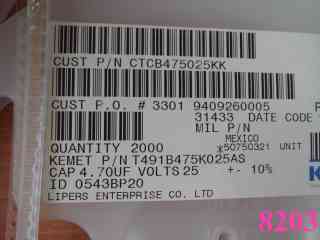 CUST P/N CTCB475025KK
CUST P.O. # 3301 9409260005
31433 DATE CODE
MIL P/N
MEXICO
QUANTITY 2000 *50750321 UNIT
KEMET P/N T491B475K025AS
CAP 4.70UF VOLTS 25 +- 10%
ID 0543BP20
LIPERS ENTERPRISE CO/LTD
8203